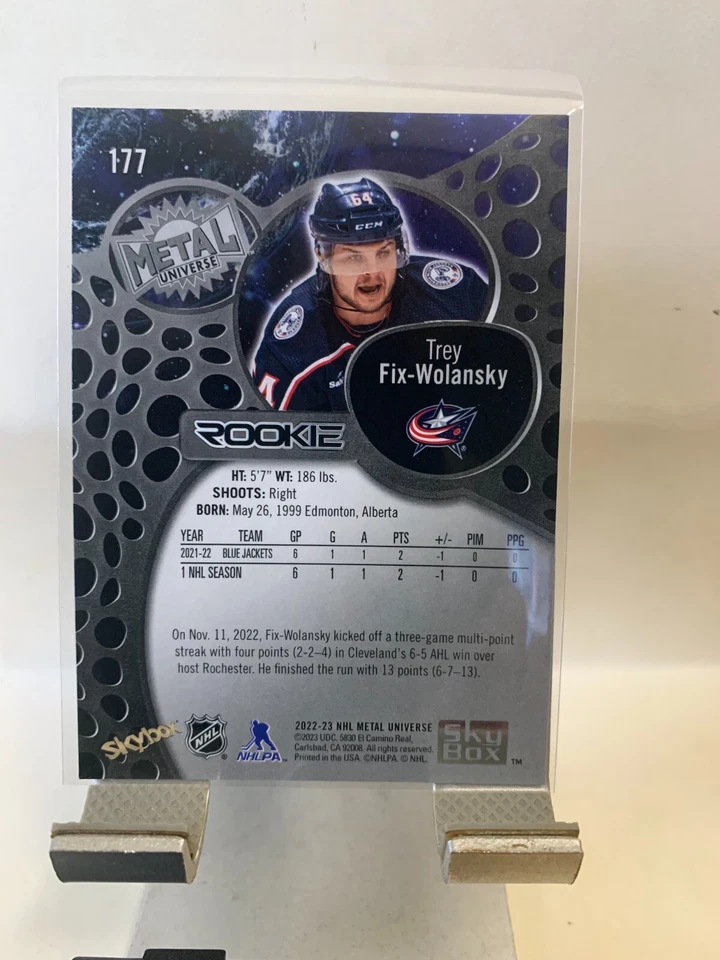 177
METAL
UNIVERSE
TM
64
CCM
64
Trey
Fix-Wolansky
ROOKIE
HT: 5'7" WT: 186 lbs.
SHOOTS: Right
BORN: May 26, 1999 Edmonton, Alberta
YEAR TEAM GP G A PTS +/- PIM PPG
2021-22 BLUE JACKETS 6 1 1 2 -1 0 0
1 NHL SEASON 6 1 1 2 -1 0 0
On Nov. 11, 2022, Fix-Wolansky kicked off a three-game multi-point
streak with four points (2-2–4) in Cleveland's 6-5 AHL win over
host Rochester. He finished the run with 13 points (6-7–13).
skybox
NHL
NHLPA
2022-23 NHL METAL UNIVERSE
©2023 UDC. 5830 El Camino Real,
Carlsbad, CA 92008. All rights reserved.
Printed in the USA. ©NHLPA © NHL.
SkyBox
TM